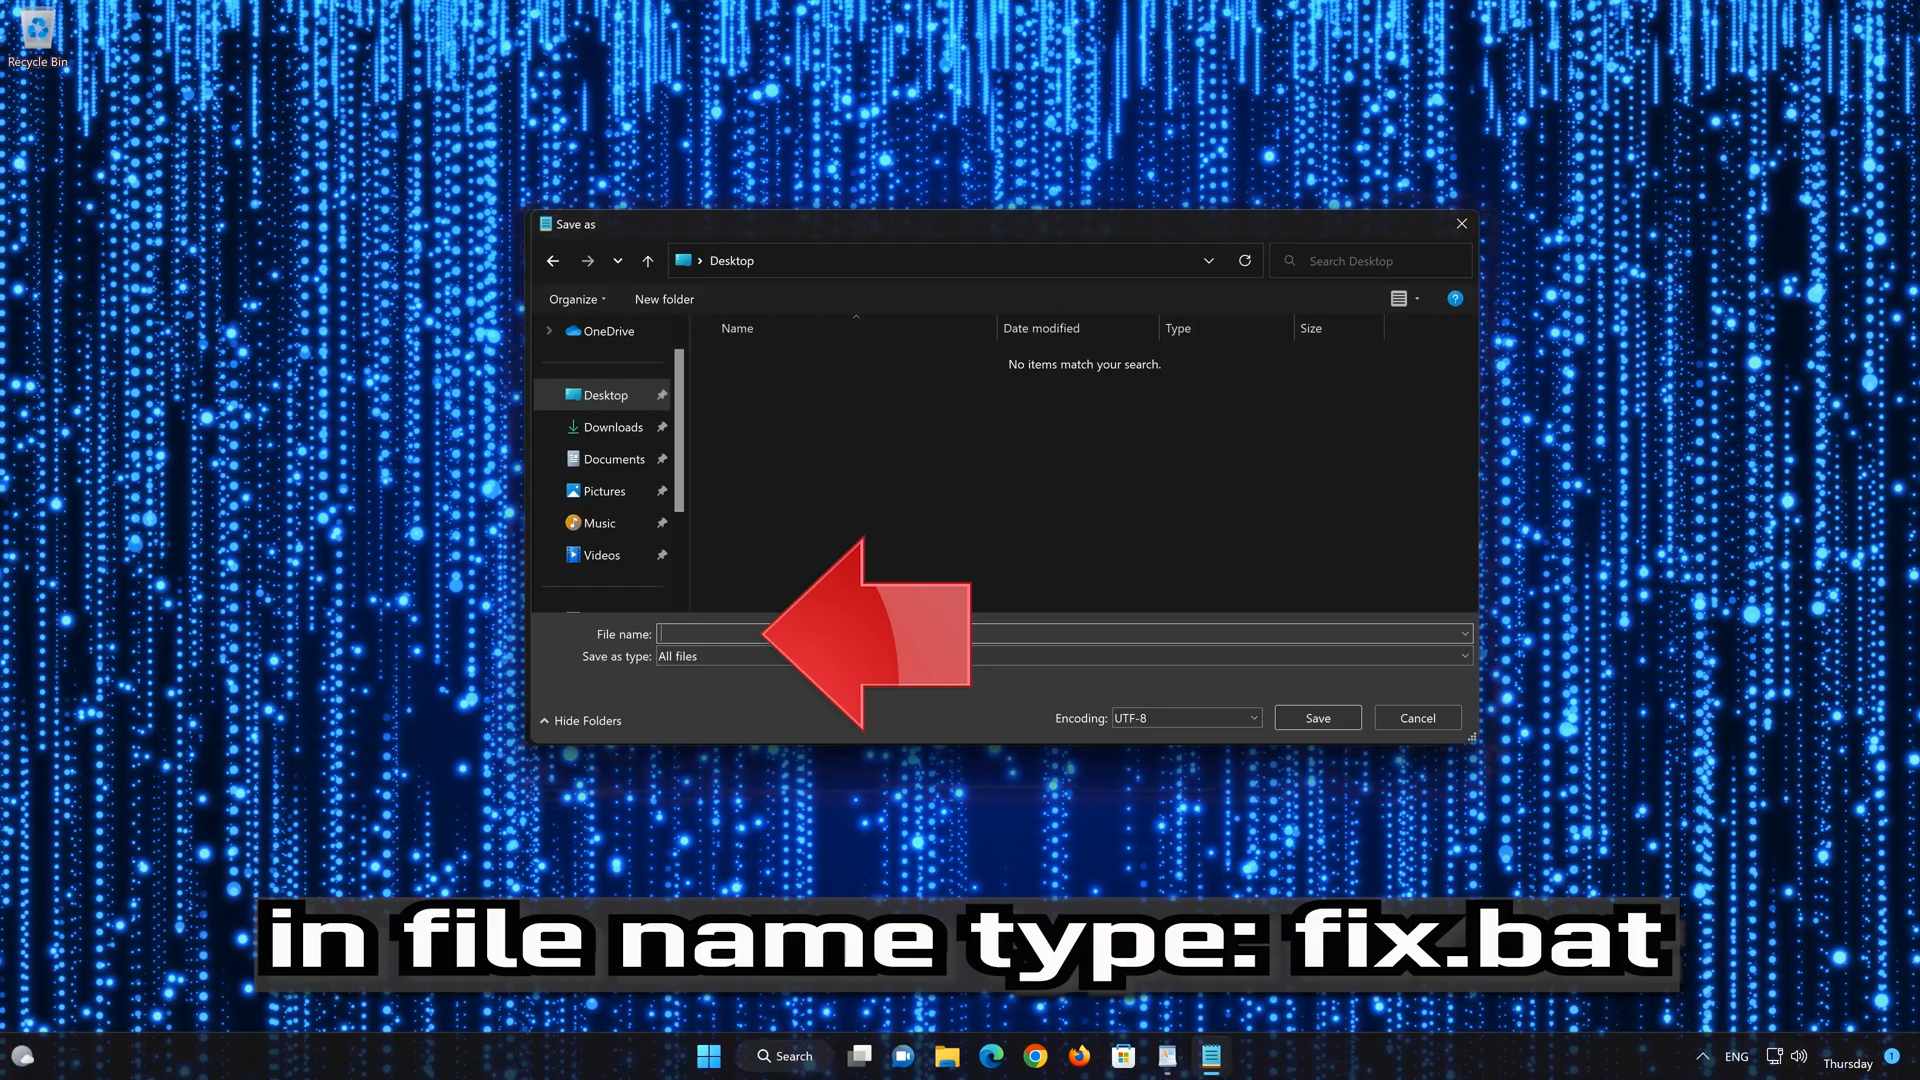 Recycle Bin
Save as
Desktop
Search Desktop
Organize
New folder
OneDrive
Name
Date modified
Type
Size
No items match your search.
Desktop
Downloads
Documents
Pictures
Music
Videos
File name:
Save as type: All files
Hide Folders
Encoding: UTF-8
Save
Cancel
in file name type: fix.bat
Search
ENG
Thursday
1